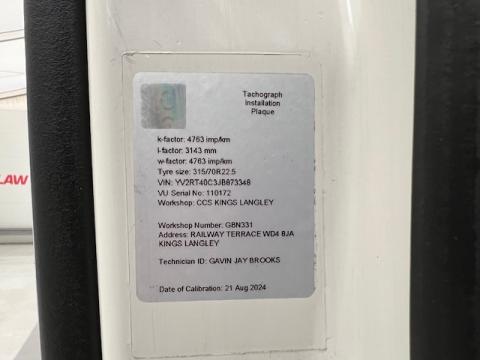 Tachograph
Installation
Plaque
k-factor: 4763 imp/km
l-factor: 3143 mm
w-factor: 4763 imp/km
Tyre size: 315/70R22.5
VIN: YV2RT40C3JB873348
VU Serial No: 110172
Workshop: CCS KINGS LANGLEY
Workshop Number: GBN331
Address: RAILWAY TERRACE WD4 8JA
KINGS LANGLEY
Technician ID: GAVIN JAY BROOKS
Date of Calibration: 21 Aug 2024
LAW